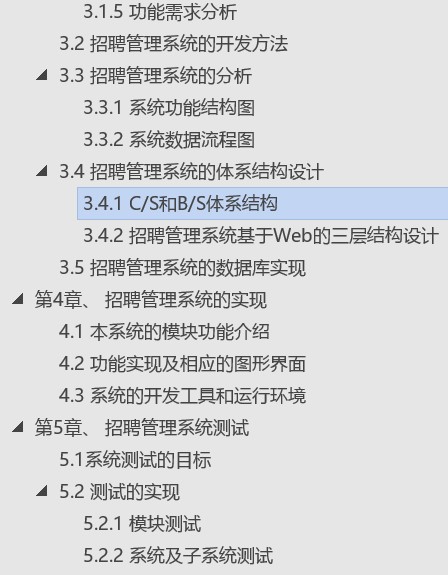 3.1.5 功能需求分析
3.2 招聘管理系统的开发方法
3.3 招聘管理系统的分析
3.3.1 系统功能结构图
3.3.2 系统数据流程图
3.4 招聘管理系统的体系结构设计
3.4.1 C/S和B/S体系结构
3.4.2 招聘管理系统基于Web的三层结构设计
3.5 招聘管理系统的数据库实现
第4章、 招聘管理系统的实现
4.1 本系统的模块功能介绍
4.2 功能实现及相应的图形界面
4.3 系统的开发工具和运行环境
第5章、 招聘管理系统测试
5.1系统测试的目标
5.2 测试的实现
5.2.1 模块测试
5.2.2 系统及子系统测试